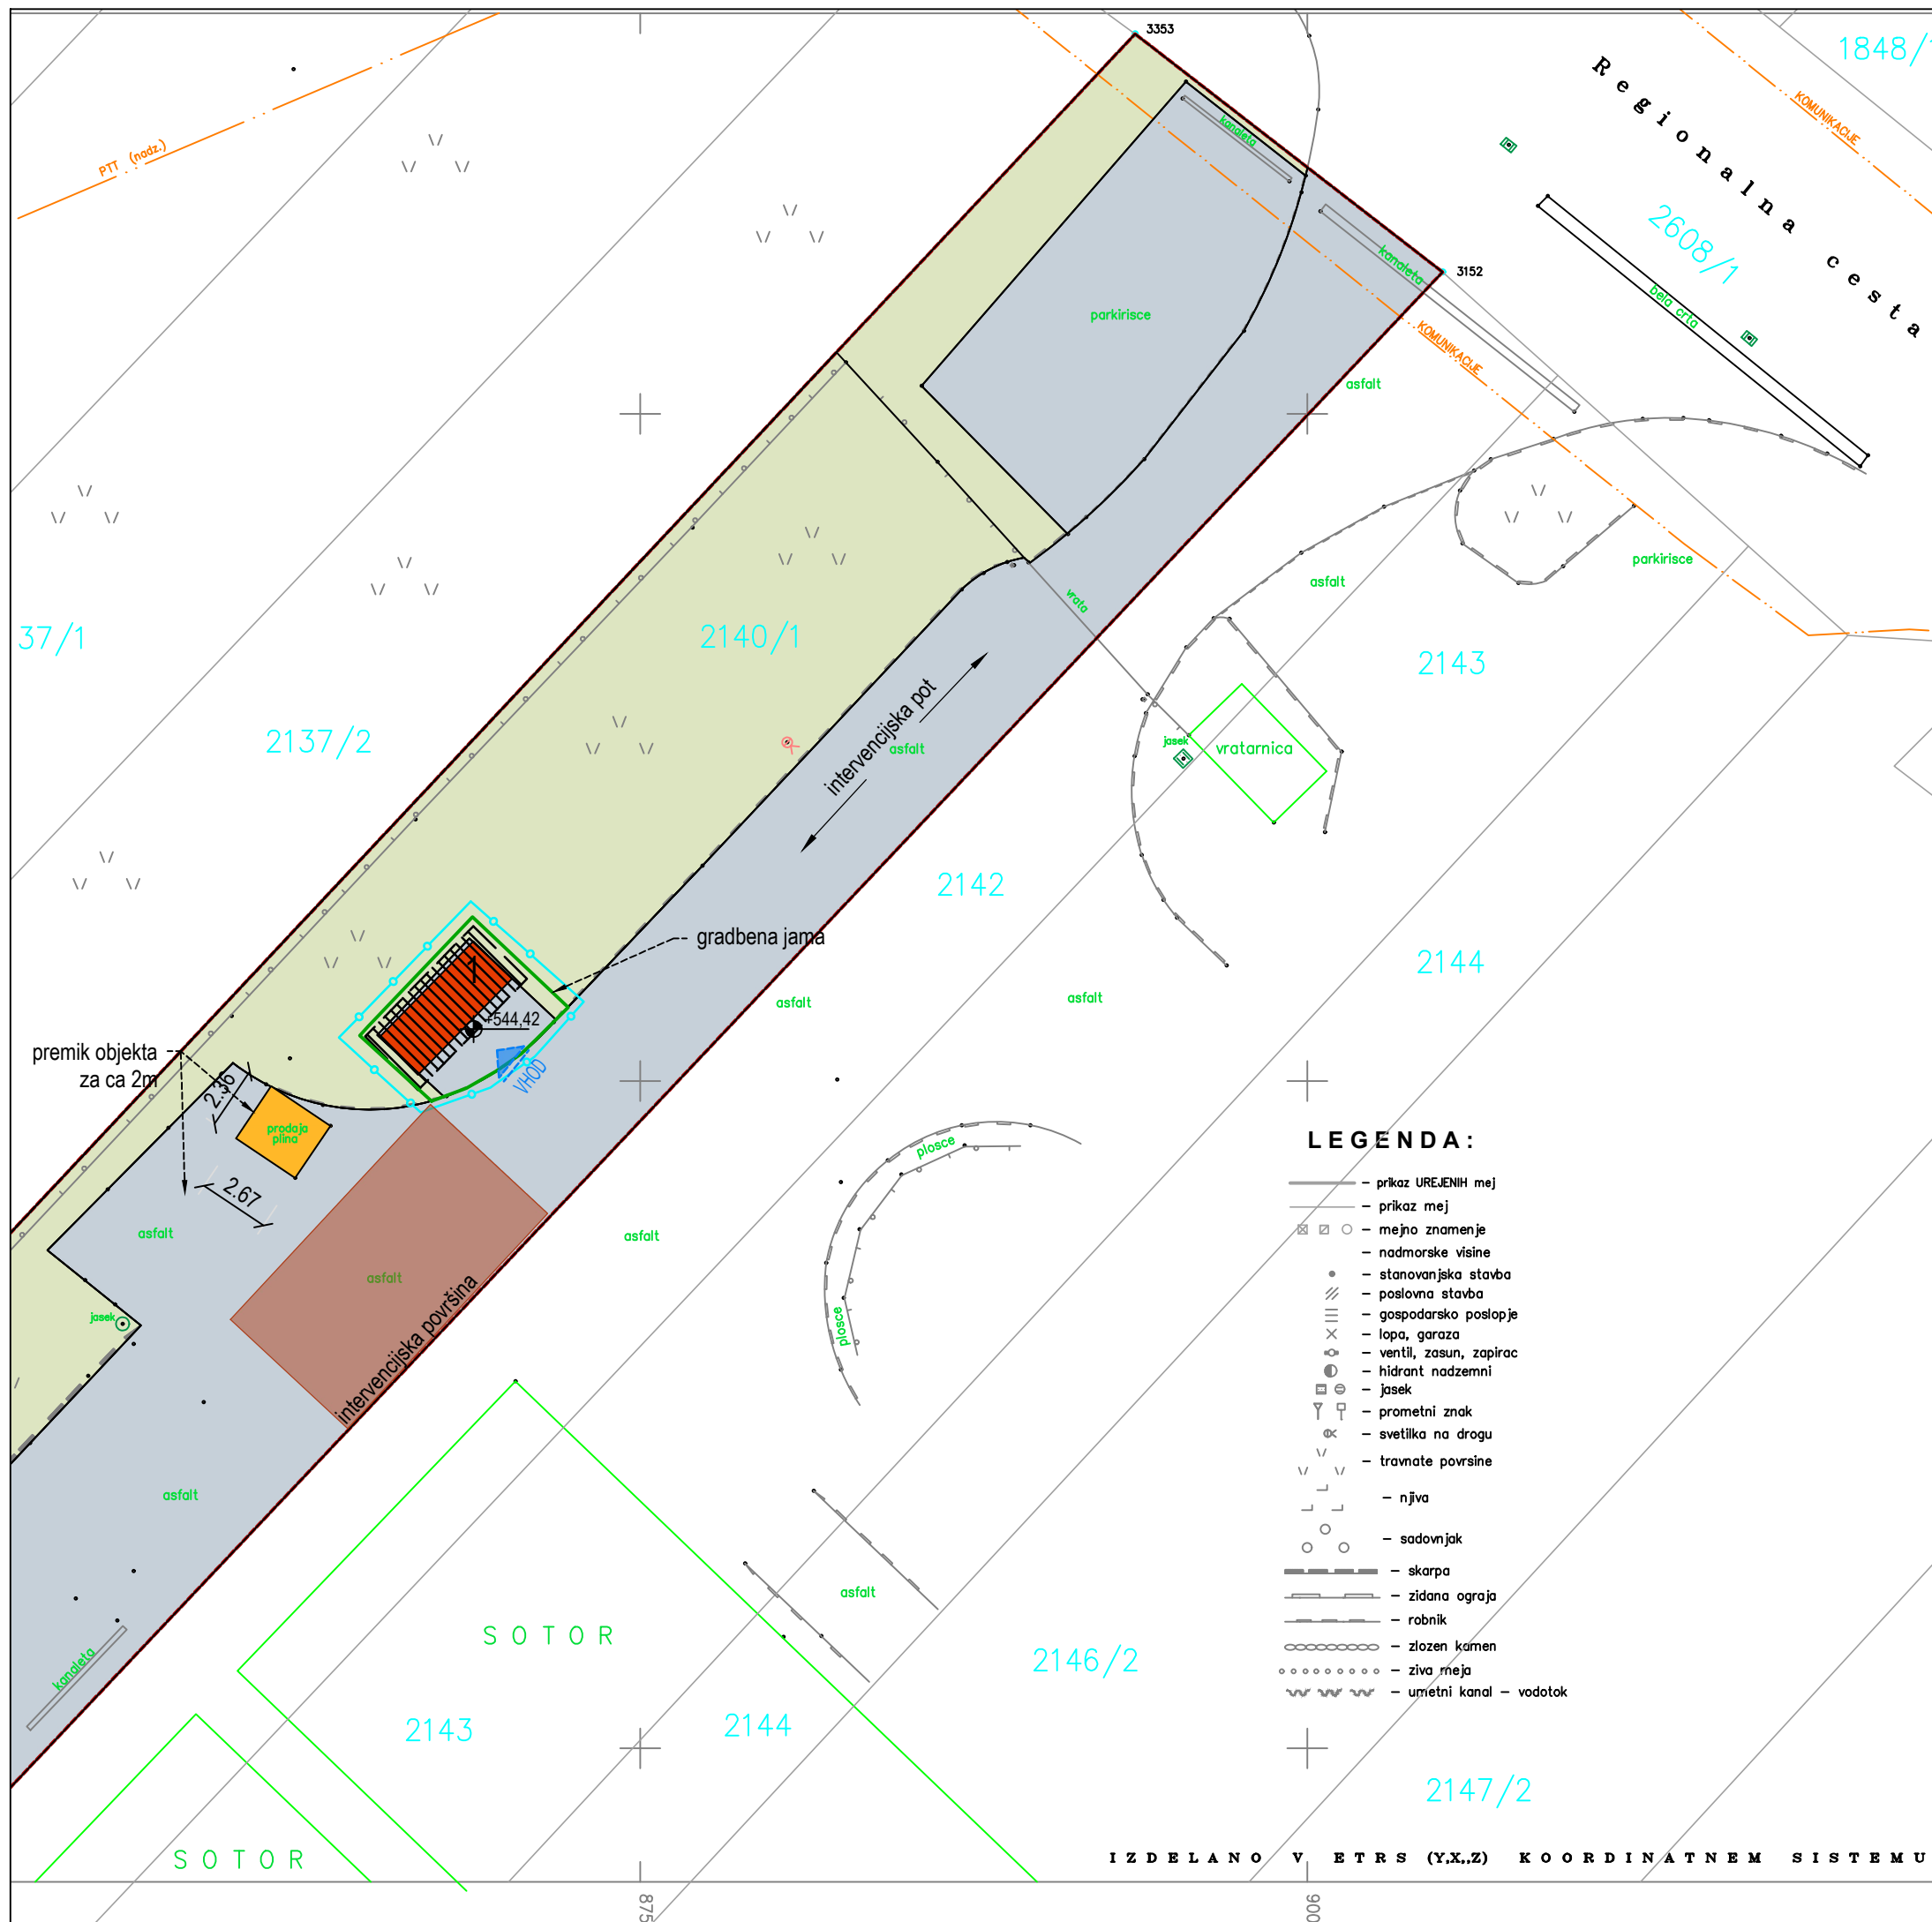 3353
1848/
Regionalna cesta
KOMUNIKACIJE
PTT (nadz.)
kanaleta
2608/1
kanaleta
3152
bela crta
parkirisce
KOMUNIKACIJE
asfalt
asfalt
parkirisce
vrata
37/1
2140/1
2143
2137/2
intervencijska pot
asfalt
jasek
vratarnica
2142
gradbena jama
2144
1
asfalt
asfalt
+544,42
premik objekta
za ca 2m
VHOD
2.36
prodaja
plina
2.67
plosce
asfalt
asfalt
asfalt
jasek
intervencijska površina
plosce
asfalt
asfalt
SOTOR
kanaleta
2146/2
2143
2144
2147/2
SOTOR
LEGENDA:
– prikaz UREJENIH mej
– prikaz mej
– mejno znamenje
– nadmorske visine
– stanovanjska stavba
– poslovna stavba
– gospodarsko poslopje
– lopa, garaza
– ventil, zasun, zapirac
– hidrant nadzemni
– jasek
– prometni znak
– svetilka na drogu
– travnate povrsine
– njiva
– sadovnjak
– skarpa
– zidana ograja
– robnik
– zlozen kamen
– ziva meja
– umetni kanal – vodotok
IZDELANO V ETRS (Y,X,,Z) KOORDINATNEM SISTEMU
875
900